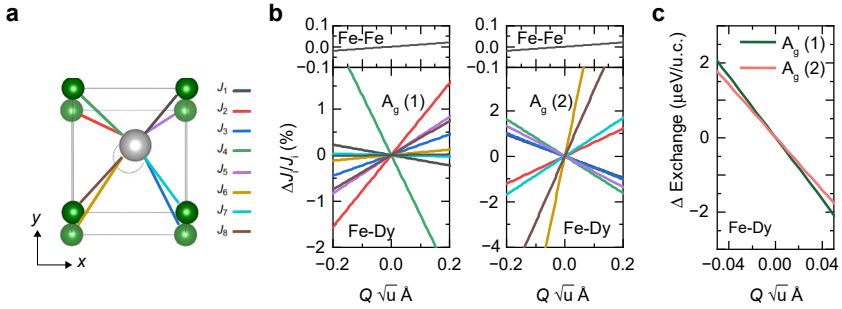 a
J1
J2
J3
J4
J5
J6
J7
J8
y
x
b
0.1
0.0
−0.1
Fe-Fe
1
0
−1
−2
ΔJi/Ji (%)
Ag (1)
Fe-Dy
−0.2 0.0 0.2
Q √u Å
0.1
0.0
−0.1
Fe-Fe
2
0
−2
−4
Ag (2)
Fe-Dy
−0.2 0.0 0.2
Q √u Å
c
Ag (1)
Ag (2)
2
0
−2
Δ Exchange (µeV/u.c.)
Fe-Dy
−0.04 0.00 0.04
Q √u Å